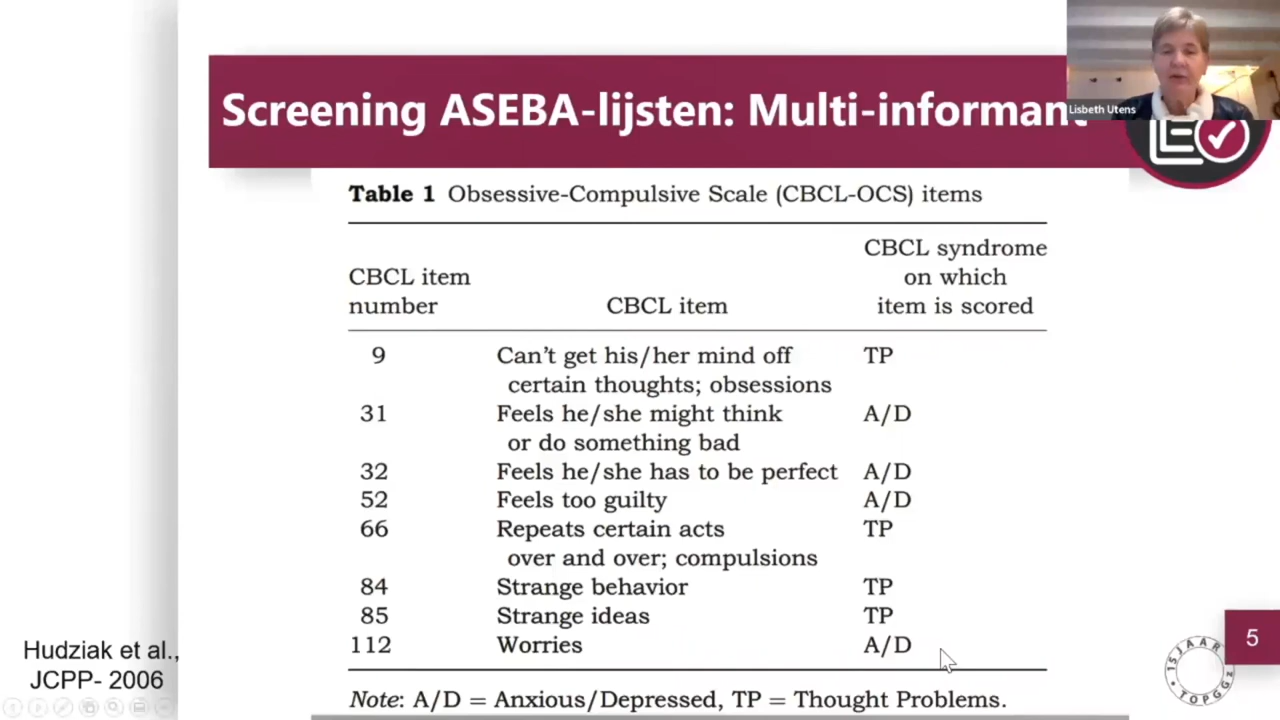 Screening ASEBA-lijsten: Multi-informant
Lisbeth Utens
Table 1 Obsessive-Compulsive Scale (CBCL-OCS) items
CBCL item number
CBCL item
CBCL syndrome on which item is scored
9 Can't get his/her mind off TP
certain thoughts; obsessions
31 Feels he/she might think A/D
or do something bad
32 Feels he/she has to be perfect A/D
52 Feels too guilty A/D
66 Repeats certain acts TP
over and over; compulsions
84 Strange behavior TP
85 Strange ideas TP
112 Worries A/D
Note: A/D = Anxious/Depressed, TP = Thought Problems.
Hudziak et al.,
JCPP- 2006
5
15 JAAR
TOPGGz